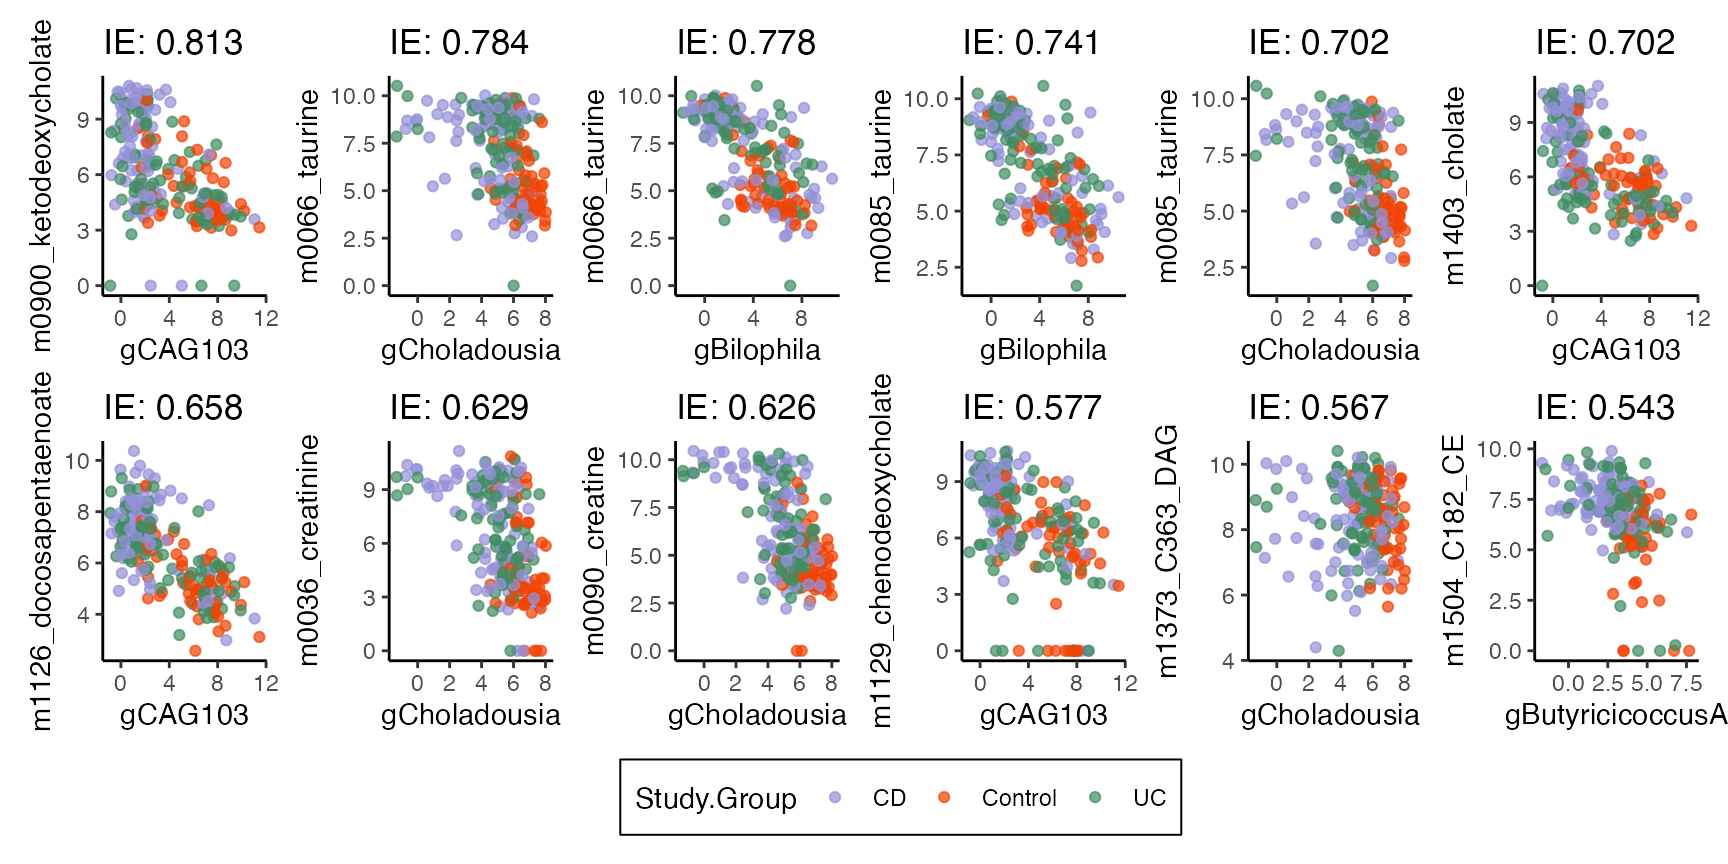 IE: 0.813
IE: 0.784
IE: 0.778
IE: 0.741
IE: 0.702
IE: 0.702
m0900_ketodeoxycholate
9
6
3
0
m0066_taurine
10.0
7.5
5.0
2.5
0.0
m0066_taurine
10.0
7.5
5.0
2.5
0.0
m0085_taurine
10.0
7.5
5.0
2.5
m0085_taurine
10.0
7.5
5.0
2.5
m1403_cholate
9
6
3
0
0 4 8 12
0 2 4 6 8
0 4 8
0 4 8
0 2 4 6 8
0 4 8 12
gCAG103
gCholadousia
gBilophila
gBilophila
gCholadousia
gCAG103
IE: 0.658
IE: 0.629
IE: 0.626
IE: 0.577
IE: 0.567
IE: 0.543
m1126_docosapentaenoate
10
8
6
4
m0036_creatinine
9
6
3
0
m0090_creatine
10.0
7.5
5.0
2.5
0.0
m1129_chenodeoxycholate
9
6
3
0
m1373_C363_DAG
10
8
6
4
m1504_C182_CE
10.0
7.5
5.0
2.5
0.0
0 4 8 12
0 2 4 6 8
0 2 4 6 8
0 4 8 12
0 2 4 6 8
0.0 2.5 5.0 7.5
gCAG103
gCholadousia
gCholadousia
gCAG103
gCholadousia
gButyricicoccusA
Study.Group CD Control UC